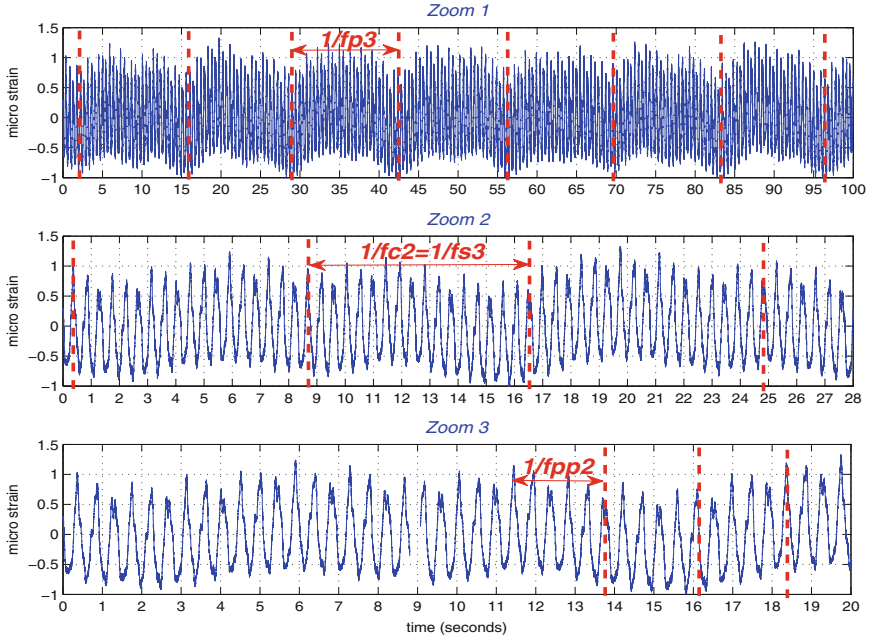 Zoom 1
1/fp3
micro strain
1.5
1
0.5
0
−0.5
−1
0 5 10 15 20 25 30 35 40 45 50 55 60 65 70 75 80 85 90 95 100
Zoom 2
1/fc2=1/fs3
micro strain
1.5
1
0.5
0
−0.5
−1
0 1 2 3 4 5 6 7 8 9 10 11 12 13 14 15 16 17 18 19 20 21 22 23 24 25 26 27 28
Zoom 3
1/fpp2
micro strain
1.5
1
0.5
0
−0.5
−1
0 1 2 3 4 5 6 7 8 9 10 11 12 13 14 15 16 17 18 19 20
time (seconds)